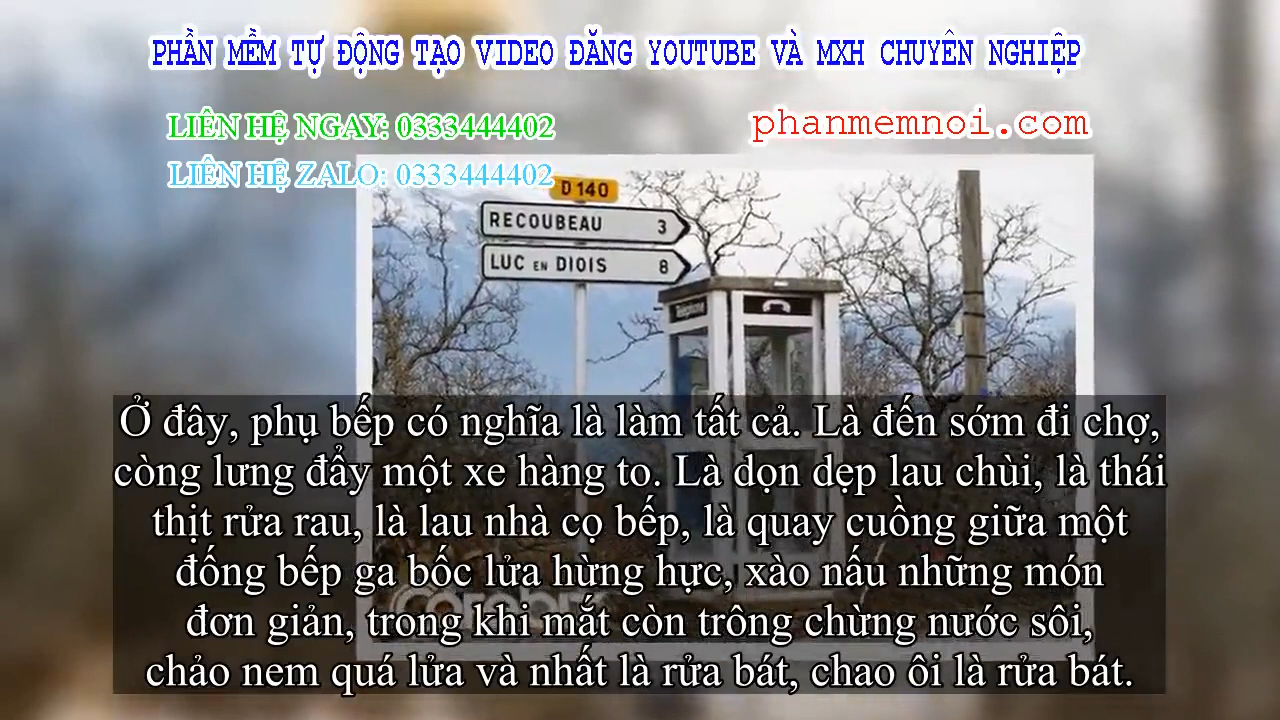 PHẦN MỀM TỰ ĐỘNG TẠO VIDEO ĐĂNG YOUTUBE VÀ MXH CHUYÊN NGHIỆP
LIÊN HỆ NGAY: 0333444402
phanmemnoi.com
LIÊN HỆ ZALO: 0333444402
D 140
RECOUBEAU 3
LUC EN DIOIS 8
Téléphone
Ở đây, phụ bếp có nghĩa là làm tất cả. Là đến sớm đi chợ,
còng lưng đẩy một xe hàng to. Là dọn dẹp lau chùi, là thái
thịt rửa rau, là lau nhà cọ bếp, là quay cuồng giữa một
đống bếp ga bốc lửa hừng hực, xào nấu những món
đơn giản, trong khi mắt còn trông chừng nước sôi,
chảo nem quá lửa và nhất là rửa bát, chao ôi là rửa bát.